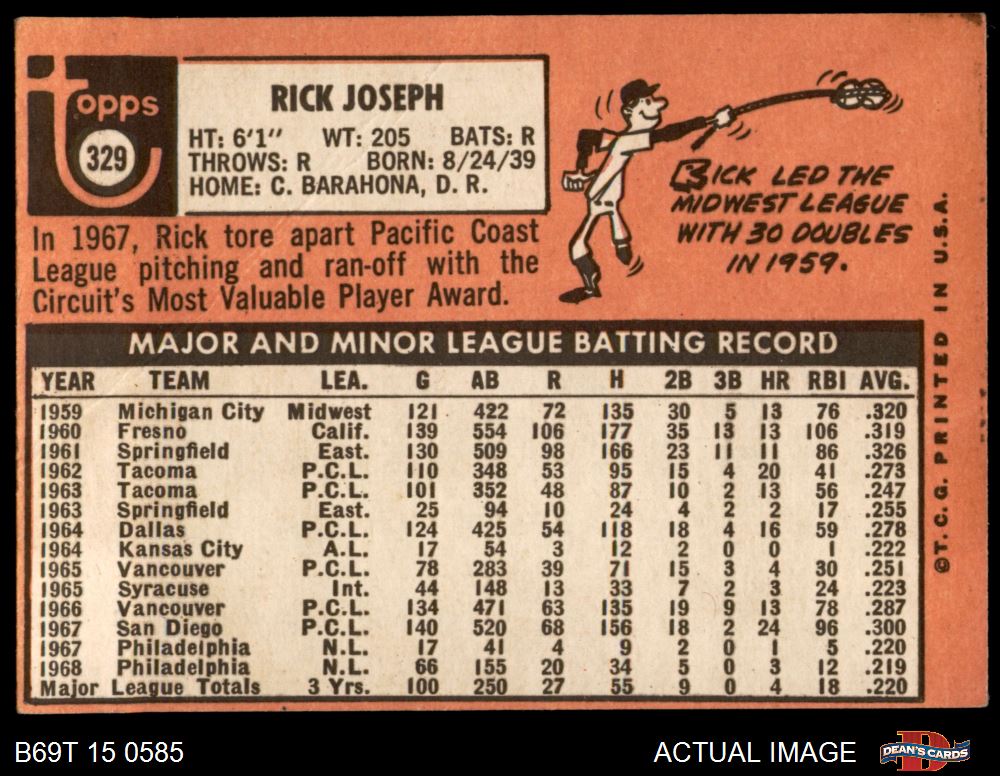 Topps
329
RICK JOSEPH
HT: 6'1" WT: 205 BATS: R
THROWS: R BORN: 8/24/39
HOME: C. BARAHONA, D. R.
In 1967, Rick tore apart Pacific Coast
League pitching and ran-off with the
Circuit's Most Valuable Player Award.
RICK LED THE
MIDWEST LEAGUE
WITH 30 DOUBLES
IN 1959.
MAJOR AND MINOR LEAGUE BATTING RECORD
YEAR TEAM LEA. G AB R H 2B 3B HR RBI AVG.
1959 Michigan City Midwest 121 422 72 135 30 5 13 76 .320
1960 Fresno Calif. 139 554 106 177 35 13 13 106 .319
1961 Springfield East. 130 509 98 166 23 11 11 86 .326
1962 Tacoma P.C.L. 110 348 53 95 15 4 20 41 .273
1963 Tacoma P.C.L. 101 352 48 87 10 2 13 56 .247
1963 Springfield East. 25 94 10 24 4 2 2 17 .255
1964 Dallas P.C.L. 124 425 54 118 18 4 16 59 .278
1964 Kansas City A.L. 17 54 3 12 2 0 0 1 .222
1965 Vancouver P.C.L. 78 283 39 71 15 3 4 30 .251
1965 Syracuse Int. 44 148 13 33 7 2 3 24 .223
1966 Vancouver P.C.L. 134 471 63 135 19 9 13 78 .287
1967 San Diego P.C.L. 140 520 68 156 18 2 24 96 .300
1967 Philadelphia N.L. 17 41 4 9 2 0 1 5 .220
1968 Philadelphia N.L. 66 155 20 34 5 0 3 12 .219
Major League Totals 3 Yrs. 100 250 27 55 9 0 4 18 .220
©T.C.G. PRINTED IN U.S.A.
B69T 15 0585
ACTUAL IMAGE
D
DEAN'S CARDS